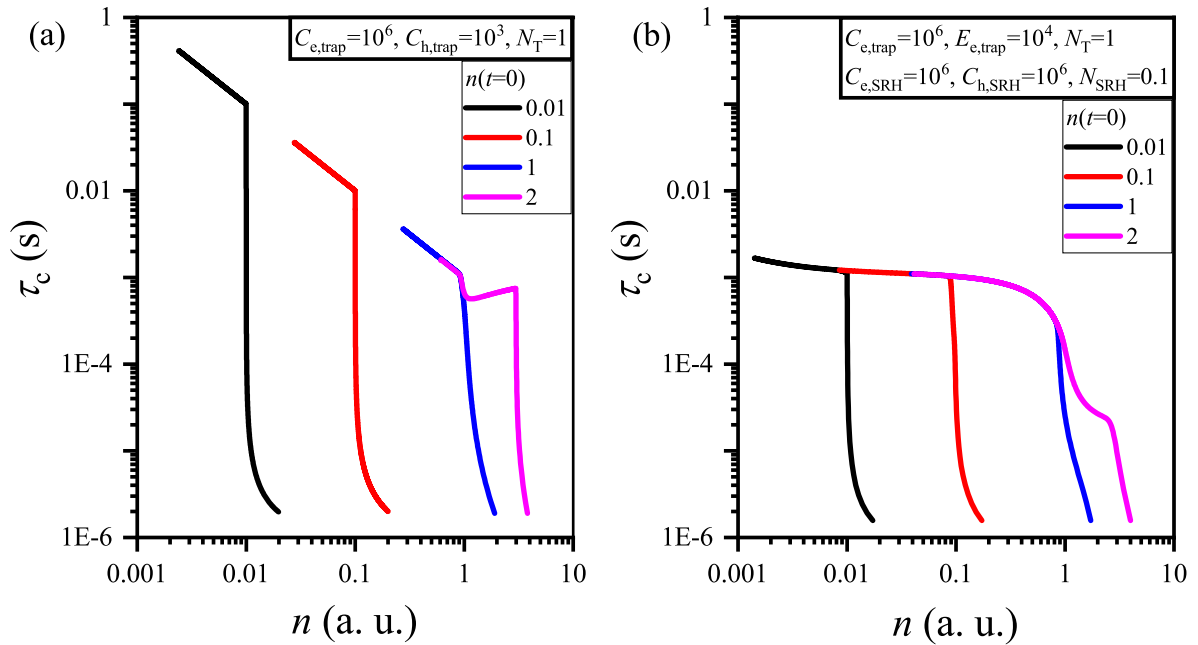 (a)
C_e,trap=10^6, C_h,trap=10^3, N_T=1
n(t=0)
0.01
0.1
1
2
1
0.01
1E-4
1E-6
τ_c (s)
0.001
0.01
0.1
1
10
n (a. u.)
(b)
C_e,trap=10^6, E_e,trap=10^4, N_T=1
C_e,SRH=10^6, C_h,SRH=10^6, N_SRH=0.1
n(t=0)
0.01
0.1
1
2
1
0.01
1E-4
1E-6
τ_c (s)
0.001
0.01
0.1
1
10
n (a. u.)